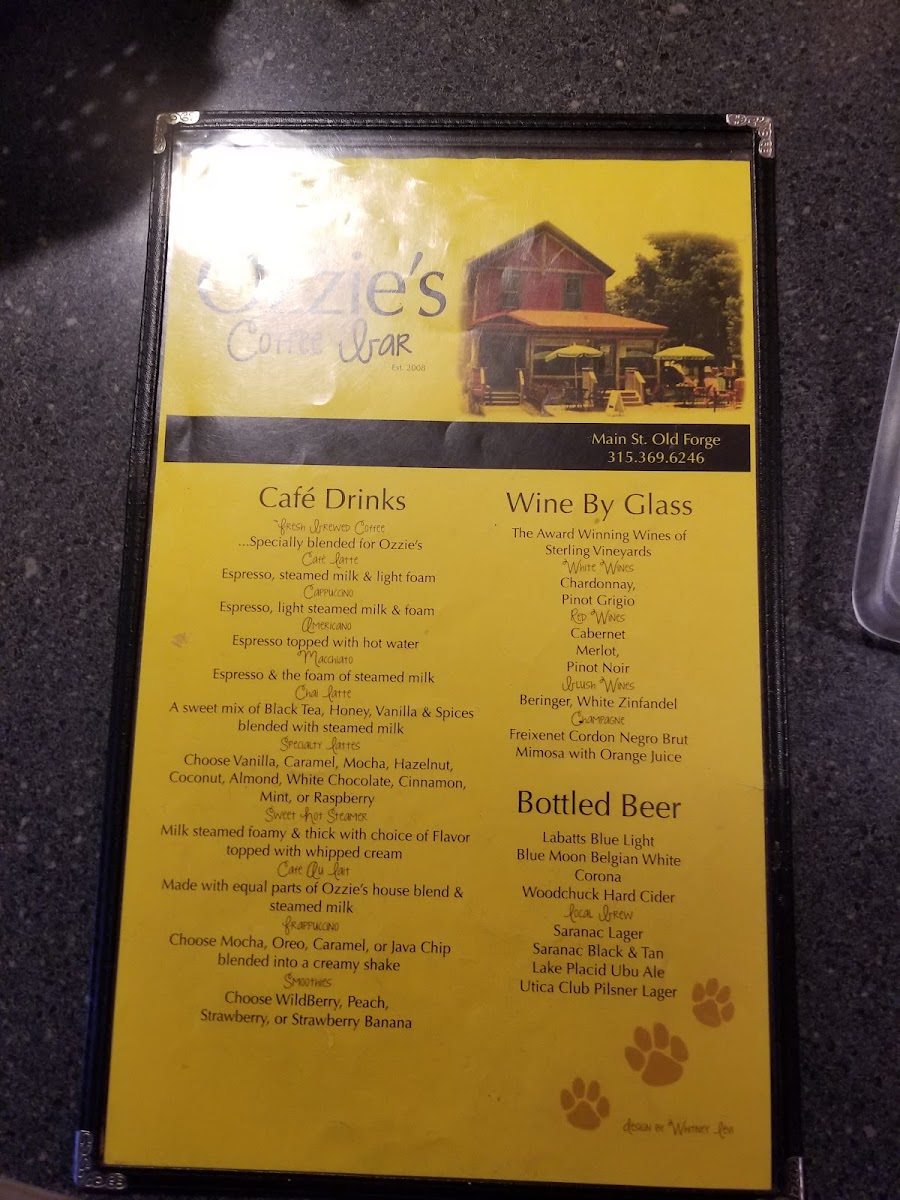 Ozzie's
Coffee Bar
Est. 2008
Main St. Old Forge
315.369.6246
Café Drinks
Fresh Brewed Coffee
...Specially blended for Ozzie's
Café Latte
Espresso, steamed milk & light foam
Cappuccino
Espresso, light steamed milk & foam
Americano
Espresso topped with hot water
Macchiato
Espresso & the foam of steamed milk
Chai Latte
A sweet mix of Black Tea, Honey, Vanilla & Spices
blended with steamed milk
Specialty Lattes
Choose Vanilla, Caramel, Mocha, Hazelnut,
Coconut, Almond, White Chocolate, Cinnamon,
Mint, or Raspberry
Sweet Hot Steamer
Milk steamed foamy & thick with choice of Flavor
topped with whipped cream
Café Au Lait
Made with equal parts of Ozzie's house blend &
steamed milk
Frappuccino
Choose Mocha, Oreo, Caramel, or Java Chip
blended into a creamy shake
Smoothies
Choose WildBerry, Peach,
Strawberry, or Strawberry Banana
Wine By Glass
The Award Winning Wines of
Sterling Vineyards
White Wines
Chardonnay,
Pinot Grigio
Red Wines
Cabernet
Merlot,
Pinot Noir
Blush Wines
Beringer, White Zinfandel
Champagne
Freixenet Cordon Negro Brut
Mimosa with Orange Juice
Bottled Beer
Labatts Blue Light
Blue Moon Belgian White
Corona
Woodchuck Hard Cider
Local Brew
Saranac Lager
Saranac Black & Tan
Lake Placid Ubu Ale
Utica Club Pilsner Lager
Design by Whitney Levi